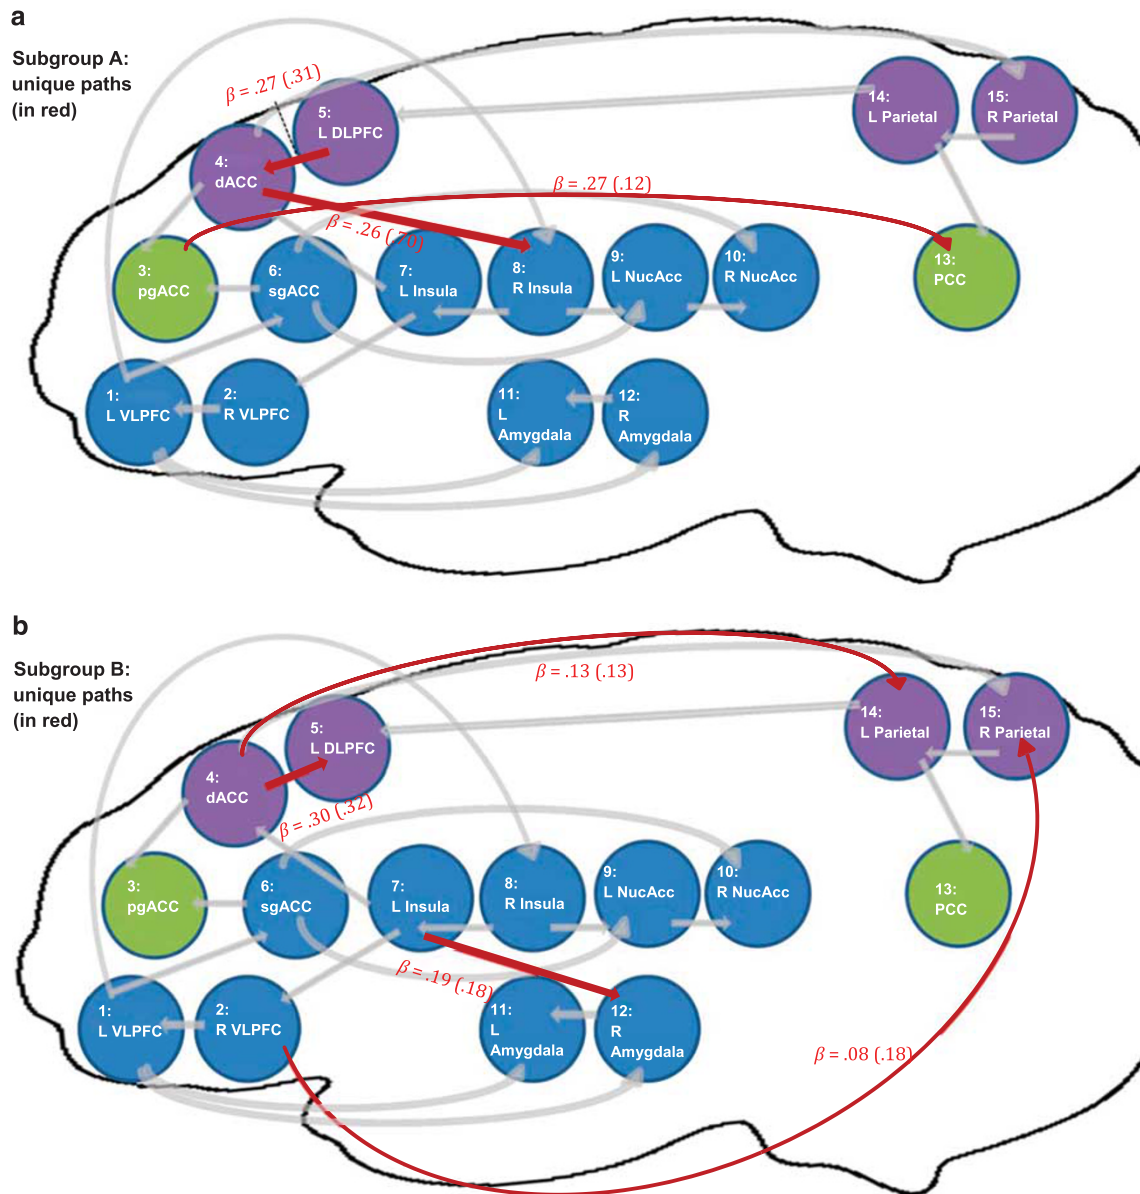 a
Subgroup A:
unique paths
(in red)
β = .27 (.31)
5:
L DLPFC
4:
dACC
14:
L Parietal
15:
R Parietal
β = .27 (.12)
β = .26 (.70)
3:
pgACC
6:
sgACC
7:
L Insula
8:
R Insula
9:
L NucAcc
10:
R NucAcc
13:
PCC
1:
L VLPFC
2:
R VLPFC
11:
L
Amygdala
12:
R
Amygdala
b
Subgroup B:
unique paths
(in red)
β = .13 (.13)
5:
L DLPFC
4:
dACC
14:
L Parietal
15:
R Parietal
β = .30 (.32)
3:
pgACC
6:
sgACC
7:
L Insula
8:
R Insula
9:
L NucAcc
10:
R NucAcc
13:
PCC
β = .19 (.18)
1:
L VLPFC
2:
R VLPFC
11:
L
Amygdala
12:
R
Amygdala
β = .08 (.18)